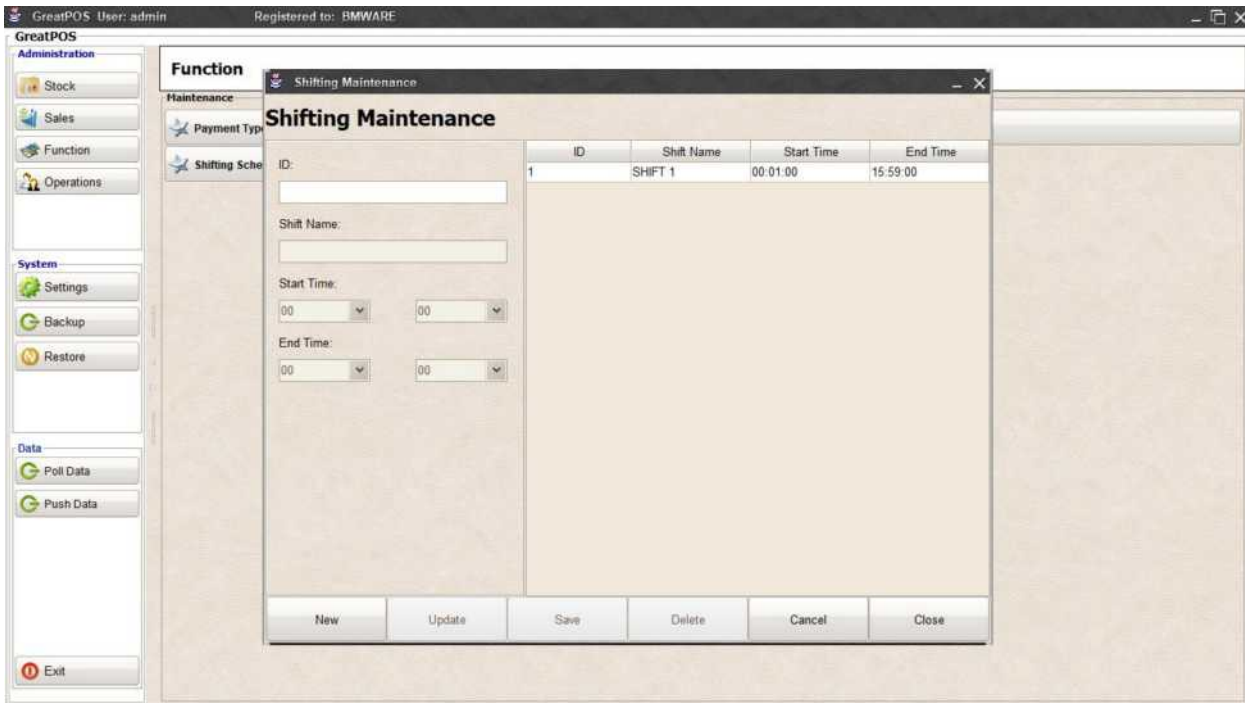 GreatPOS User: admin Registered to: BMWARE
GreatPOS
Administration
Stock
Sales
Function
Operations
System
Settings
Backup
Restore
Data
Poll Data
Push Data
Exit
Function
Maintenance
Payment Typ
Shifting Sche
Shifting Maintenance
Shifting Maintenance
ID:
Shift Name:
Start Time:
00 00
End Time:
00 00
ID Shift Name Start Time End Time
1 SHIFT 1 00:01:00 15:59:00
New Update Save Delete Cancel Close